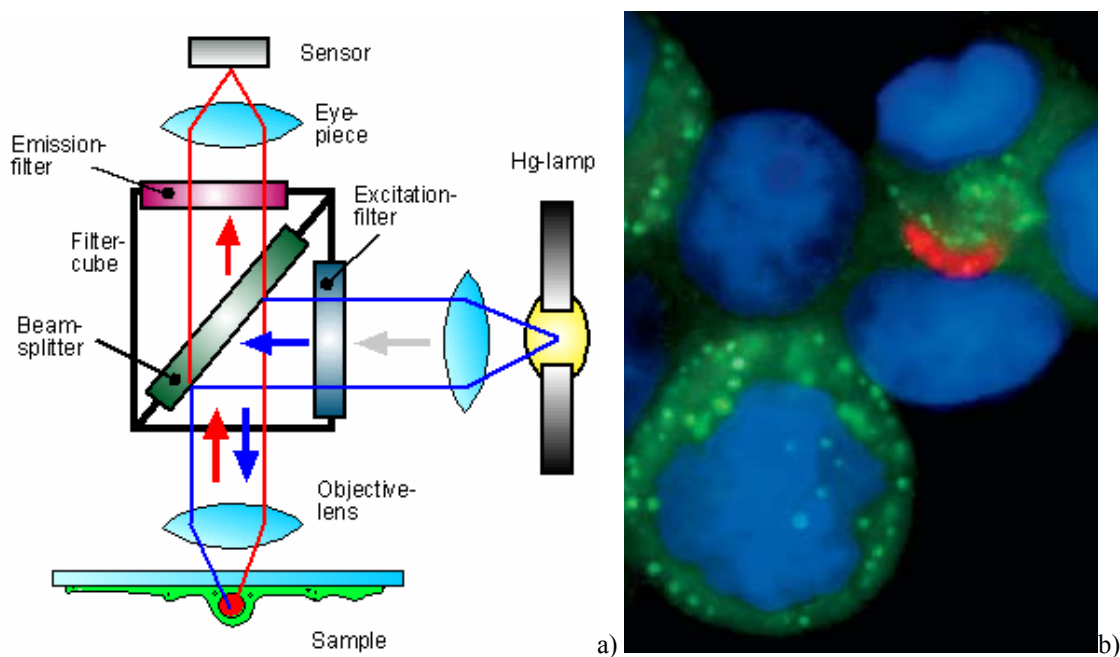 Sensor
Eye-
piece
Emission-
filter
Hg-lamp
Excitation-
filter
Filter-
cube
Beam-
splitter
Objective-
lens
Sample
a)
b)